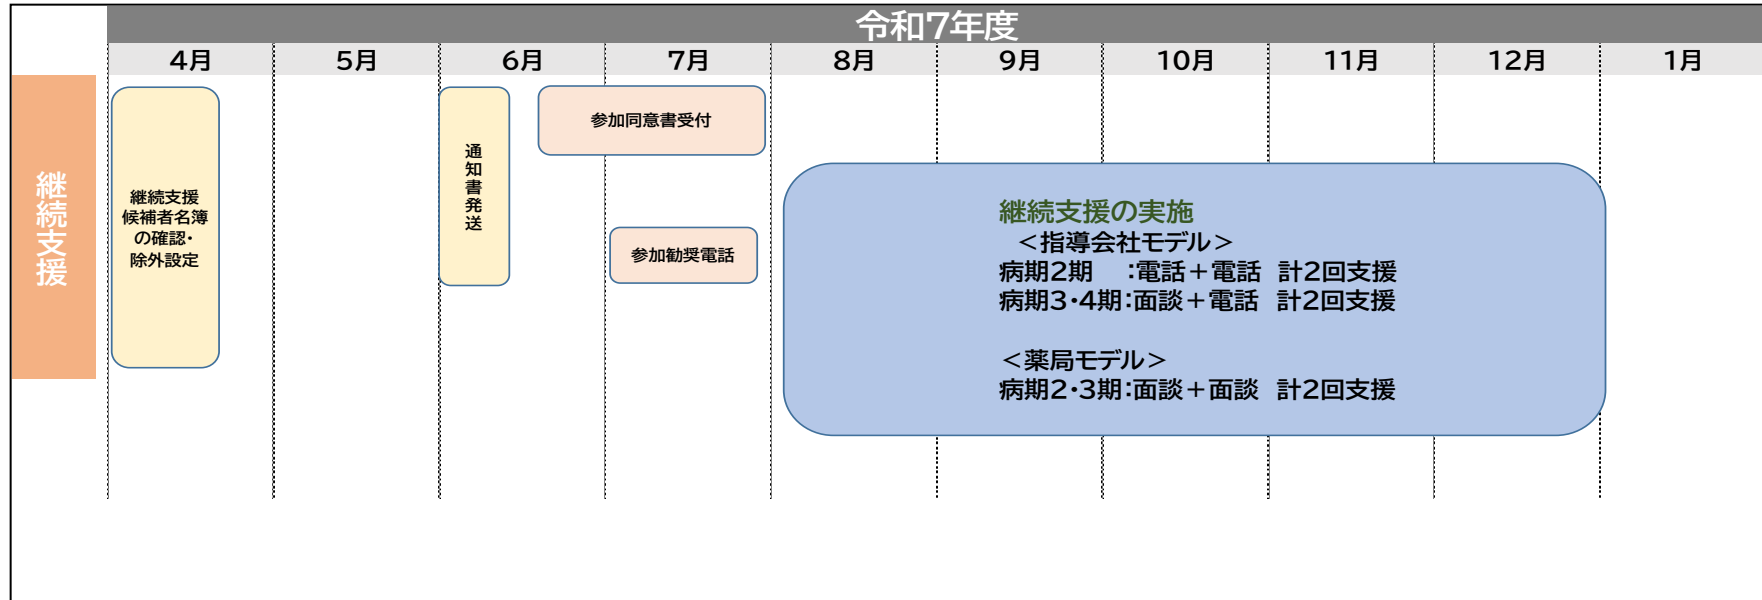 令和7年度
4月
5月
6月
7月
8月
9月
10月
11月
12月
1月
継続支援
継続支援
候補者名簿
の確認・
除外設定
通知書発送
参加同意書受付
参加勧奨電話
継続支援の実施
＜指導会社モデル＞
病期2期　：電話＋電話　計2回支援
病期3・4期：面談＋電話　計2回支援
＜薬局モデル＞
病期2・3期：面談＋面談　計2回支援